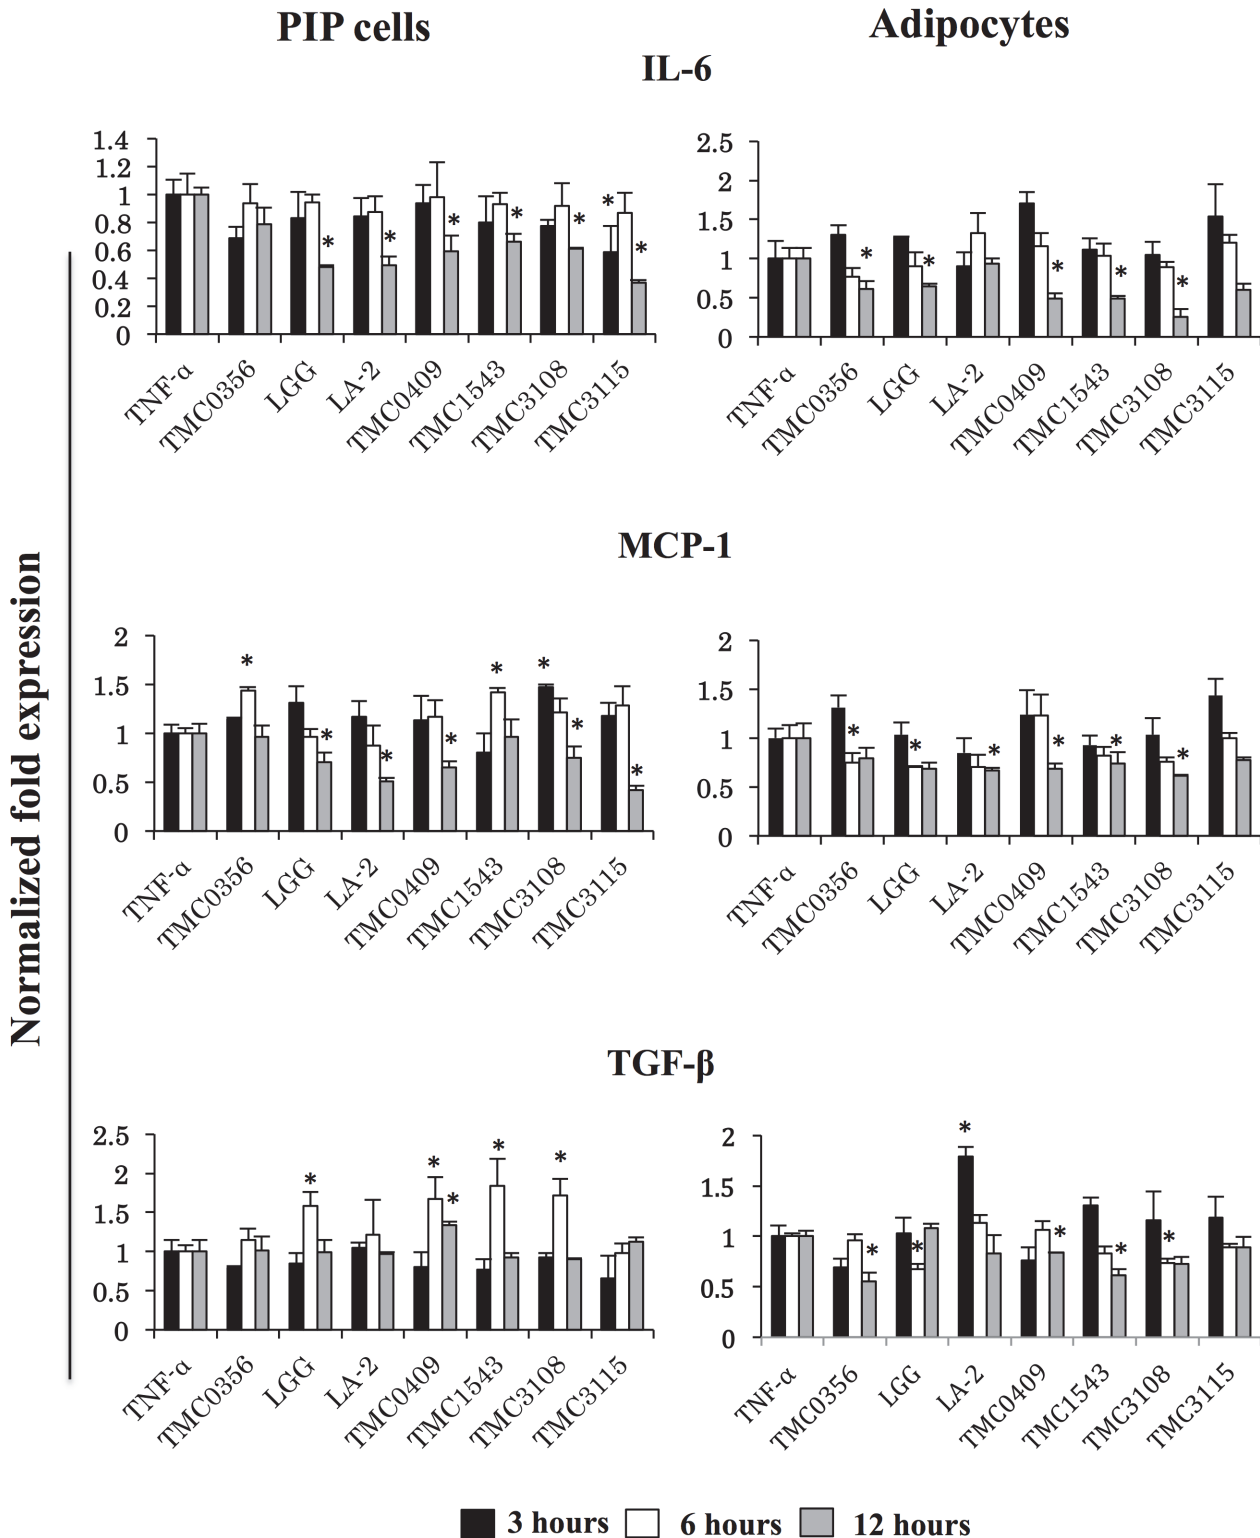 PIP cells
Adipocytes
IL-6
1.4
1.2
1
0.8
0.6
0.4
0.2
0
* * * * * * *
TNF-α
TMC0356
LGG
LA-2
TMC0409
TMC1543
TMC3108
TMC3115
2.5
2
1.5
1
0.5
0
* * * * *
TNF-α
TMC0356
LGG
LA-2
TMC0409
TMC1543
TMC3108
TMC3115
Normalized fold expression
MCP-1
2
1.5
1
0.5
0
* * * * * * * *
TNF-α
TMC0356
LGG
LA-2
TMC0409
TMC1543
TMC3108
TMC3115
2
1.5
1
0.5
0
* * * * * *
TNF-α
TMC0356
LGG
LA-2
TMC0409
TMC1543
TMC3108
TMC3115
TGF-β
2.5
2
1.5
1
0.5
0
* * * * *
TNF-α
TMC0356
LGG
LA-2
TMC0409
TMC1543
TMC3108
TMC3115
2
1.5
1
0.5
0
* * * * * *
TNF-α
TMC0356
LGG
LA-2
TMC0409
TMC1543
TMC3108
TMC3115
3 hours 6 hours 12 hours